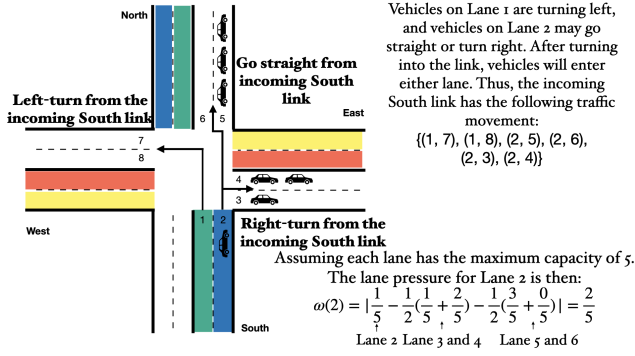 North
Go straight from
incoming South
link
Left-turn from the
incoming South link
6 5
East
7
8
4
3
1 2
West
Right-turn from the
incoming South link
South
Vehicles on Lane 1 are turning left,
and vehicles on Lane 2 may go
straight or turn right. After turning
into the link, vehicles will enter
either lane. Thus, the incoming
South link has the following traffic
movement:
{(1, 7), (1, 8), (2, 5), (2, 6),
(2, 3), (2, 4)}
Assuming each lane has the maximum capacity of 5.
The lane pressure for Lane 2 is then:
ω(2) = |1/5 − 1/2(1/5 + 2/5) − 1/2(3/5 + 0/5)| = 2/5
Lane 2 Lane 3 and 4 Lane 5 and 6